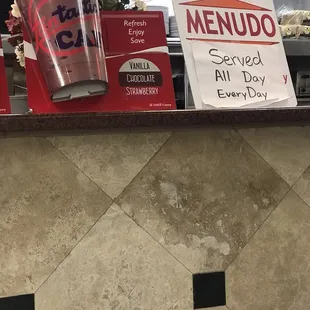 Refresh
Enjoy
Save
VANILLA
CHOCOLATE
STRAWBERRY
MENUDO
Served
All Day
EveryDay